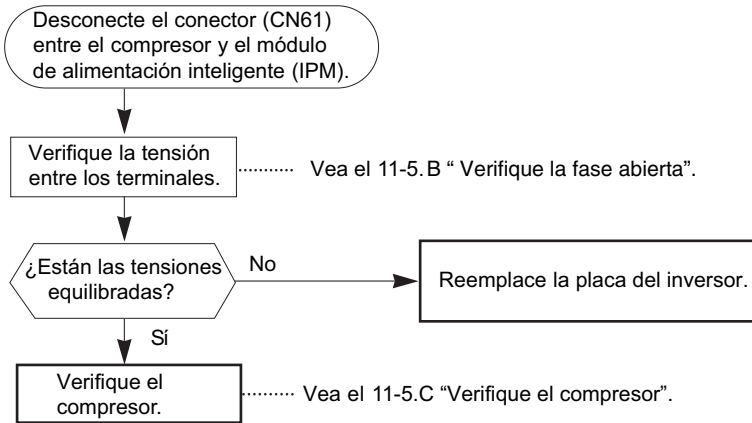 Desconecte el conector (CN61)
entre el compresor y el módulo
de alimentación inteligente (IPM).
Verifique la tensión
entre los terminales.
Vea el 11-5.B “ Verifique la fase abierta”.
¿Están las tensiones
equilibradas?
No
Reemplace la placa del inversor.
Sí
Verifique el
compresor.
Vea el 11-5.C “Verifique el compresor”.